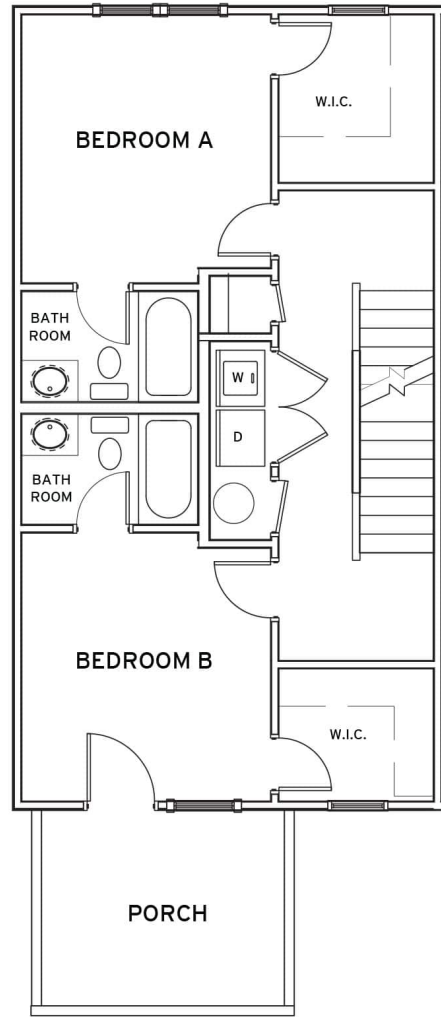 W.I.C.
BEDROOM A
BATH
ROOM
W
D
BATH
ROOM
BEDROOM B
W.I.C.
PORCH